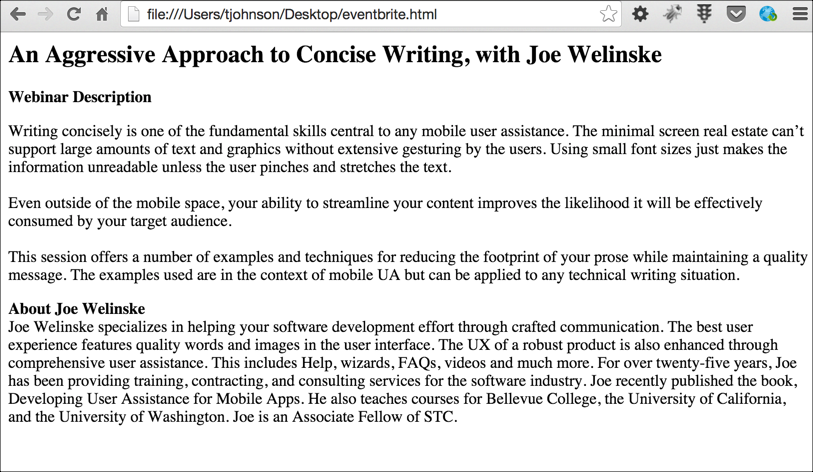 file:///Users/tjohnson/Desktop/eventbrite.html
An Aggressive Approach to Concise Writing, with Joe Welinske
Webinar Description
Writing concisely is one of the fundamental skills central to any mobile user assistance. The minimal screen real estate can’t
support large amounts of text and graphics without extensive gesturing by the users. Using small font sizes just makes the
information unreadable unless the user pinches and stretches the text.
Even outside of the mobile space, your ability to streamline your content improves the likelihood it will be effectively
consumed by your target audience.
This session offers a number of examples and techniques for reducing the footprint of your prose while maintaining a quality
message. The examples used are in the context of mobile UA but can be applied to any technical writing situation.
About Joe Welinske
Joe Welinske specializes in helping your software development effort through crafted communication. The best user
experience features quality words and images in the user interface. The UX of a robust product is also enhanced through
comprehensive user assistance. This includes Help, wizards, FAQs, videos and much more. For over twenty-five years, Joe
has been providing training, contracting, and consulting services for the software industry. Joe recently published the book,
Developing User Assistance for Mobile Apps. He also teaches courses for Bellevue College, the University of California,
and the University of Washington. Joe is an Associate Fellow of STC.